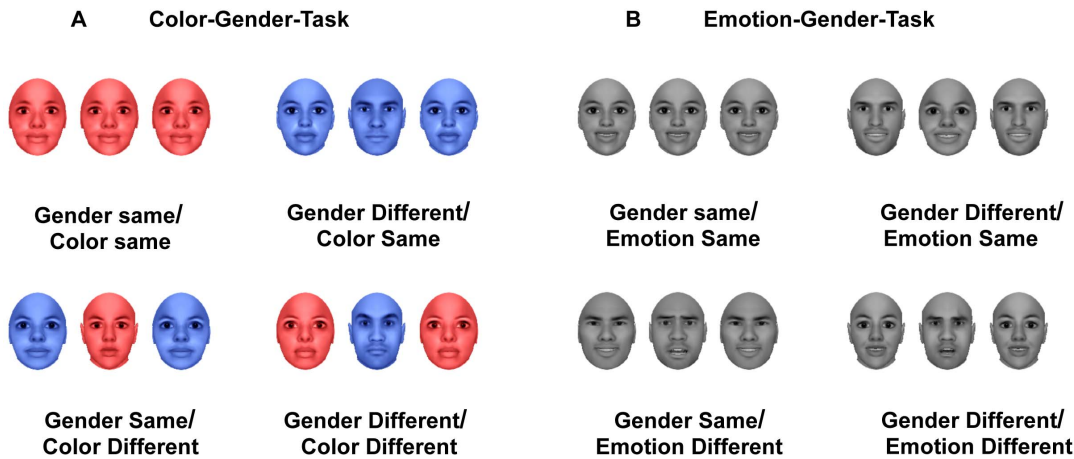 A Color-Gender-Task
B Emotion-Gender-Task
Gender same/
Color same
Gender Different/
Color Same
Gender same/
Emotion Same
Gender Different/
Emotion Same
Gender Same/
Color Different
Gender Different/
Color Different
Gender Same/
Emotion Different
Gender Different/
Emotion Different